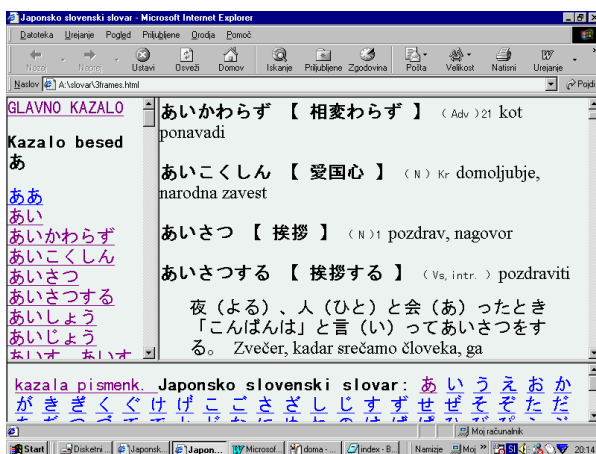 Japonsko slovenski slovar - Microsoft Internet Explorer
Datoteka Urejanje Pogled Priljubljene Orodja Pomoč
Nazaj Naprej Ustavi Osveži Domov Iskanje Priljubljene Zgodovina Pošta Velikost Natisni Urejanje
Naslov A:\slovar\3frames.html Pojdi
GLAVNO KAZALO
Kazalo besed
あ
ああ
あい
あいかわらず
あいこくしん
あいさつ
あいさつする
あいしょう
あいじょう
あいす、あいす
あいかわらず 【 相変わらず 】 (Adv)21 kot
ponavadi
あいこくしん 【 愛国心 】 (N) Kr domoljubje,
narodna zavest
あいさつ 【 挨拶 】 (N)1 pozdrav, nagovor
あいさつする 【 挨拶する 】 (Vs, intr. ) pozdraviti
夜(よる)、人(ひと)と会(あ)ったとき
「こんばんは」と言(い)ってあいさつをす
る。 Zvečer, kadar srečamo človeka, ga
kazala pismenk. Japonsko slovenski slovar: あ い う え お か
が き ぎ く ぐ け げ こ ご さ ざ し じ す ず せ ぜ そ ぞ た だ
Moj računalnik
Start Disketni ... Japonsk... Japon... Microsof... doma - ... index - B... Namizje Moj » 20:14